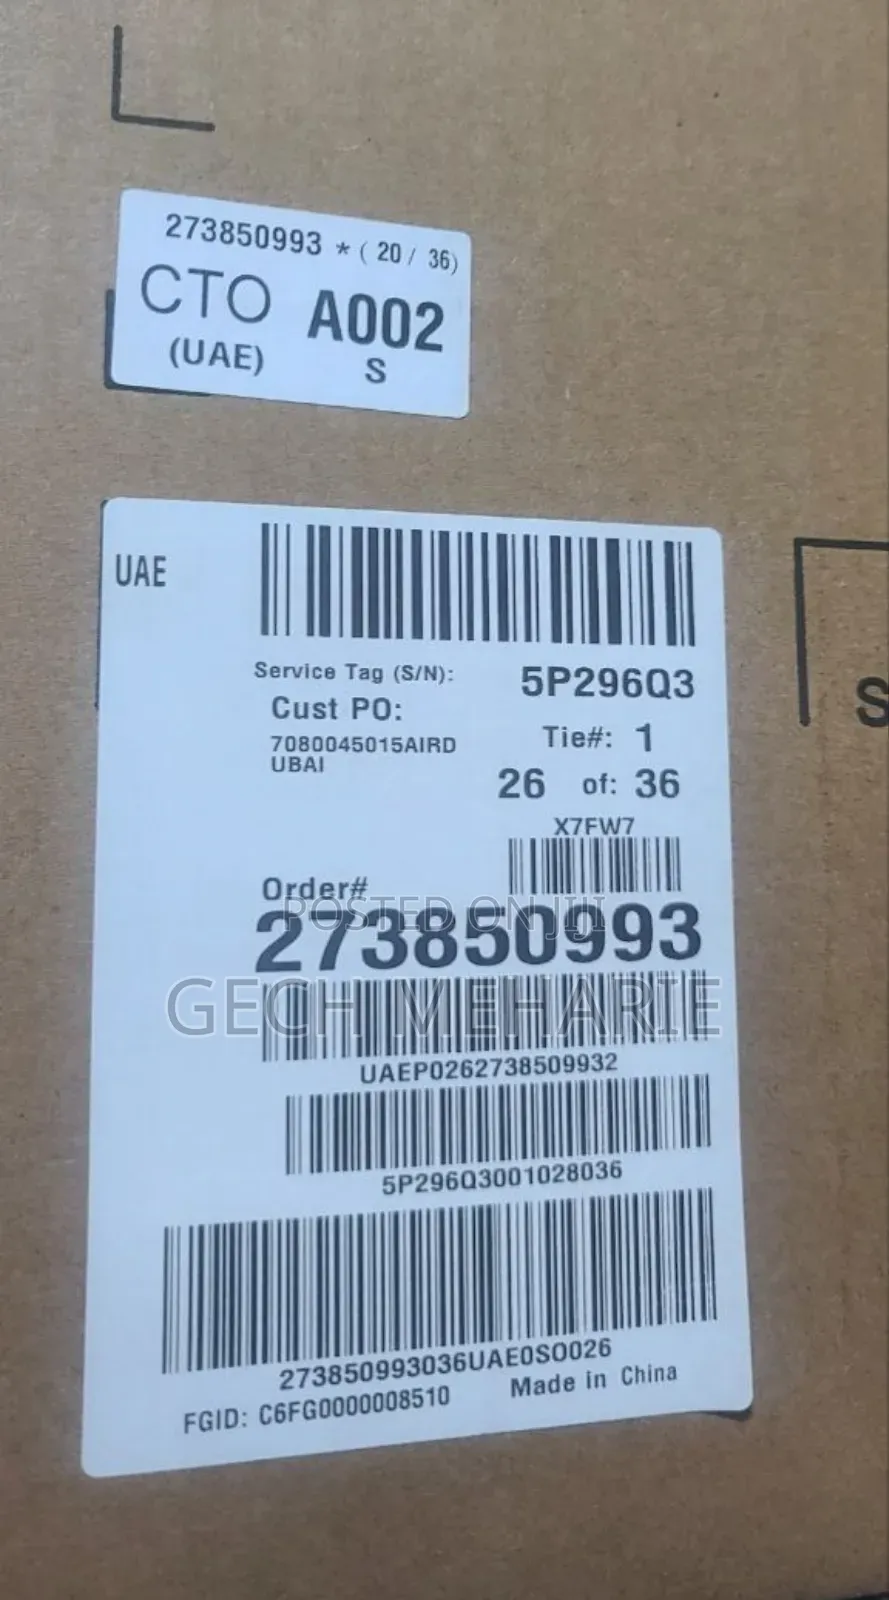 273850993 * ( 20 / 36)
CTO A002
(UAE) S
UAE
Service Tag (S/N): 5P296Q3
Cust PO:
7080045015AIRD
UBAI
Tie#: 1
26 of: 36
X7FW7
Order#
POSTED ON JIJI
273850993
GECH MEHARIE
UAEP0262738509932
5P296Q3001028036
273850993036UAE0SO026
FGID: C6FG0000008510 Made in China
S